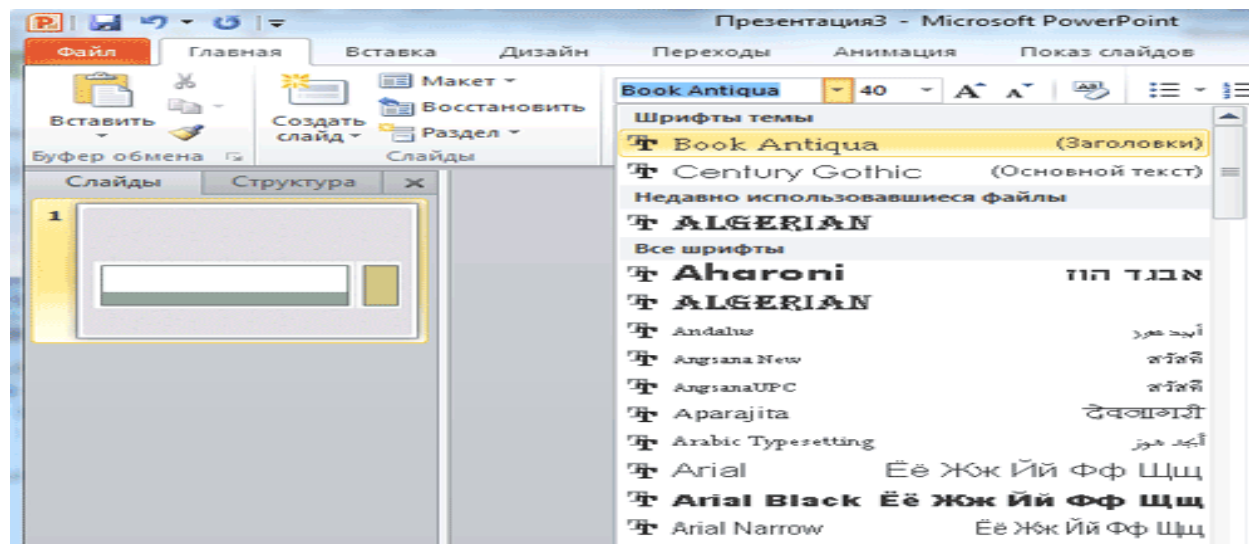 Презентация3 - Microsoft PowerPoint
Файл Главная Вставка Дизайн Переходы Анимация Показ слайдов
Вставить
Буфер обмена
Создать слайд
Макет
Восстановить
Раздел
Слайды
Book Antiqua 40
Слайды Структура
1
Шрифты темы
Book Antiqua (Заголовки)
Century Gothic (Основной текст)
Недавно использовавшиеся файлы
ALGERIAN
Все шрифты
Aharoni אבגד הוז
ALGERIAN
Andalus أبجد هوز
Angsana New สวัสดี
AngsanaUPC สวัสดี
Aparajita देवनागरी
Arabic Typesetting أبجد هوز
Arial Ёё Жж Йй Фф Щщ
Arial Black Ёё Жж Йй Фф Щщ
Arial Narrow Ёё Жж Йй Фф Щщ